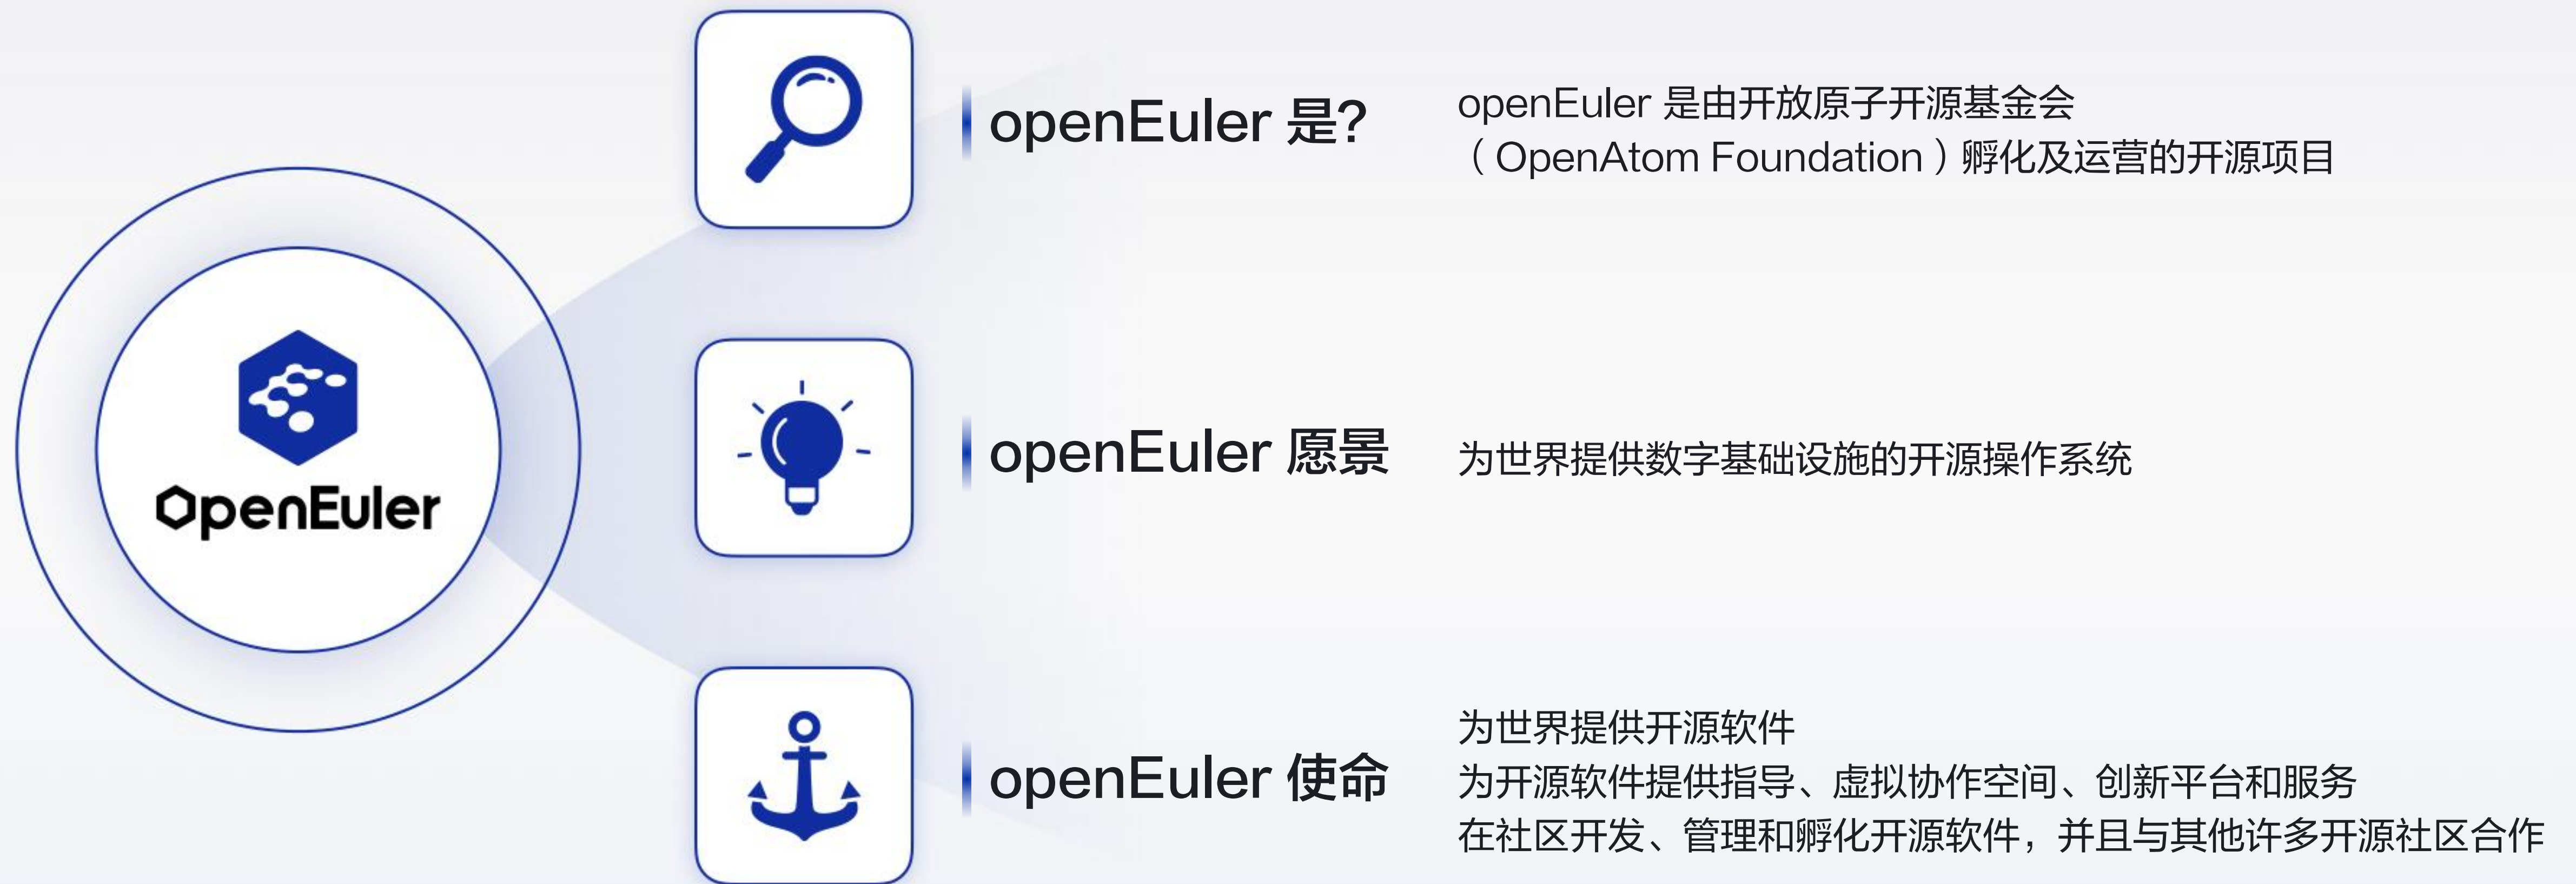 openEuler
openEuler 是?
openEuler 是由开放原子开源基金会
（OpenAtom Foundation）孵化及运营的开源项目
openEuler 愿景
为世界提供数字基础设施的开源操作系统
openEuler 使命
为世界提供开源软件
为开源软件提供指导、虚拟协作空间、创新平台和服务
在社区开发、管理和孵化开源软件，并且与其他许多开源社区合作